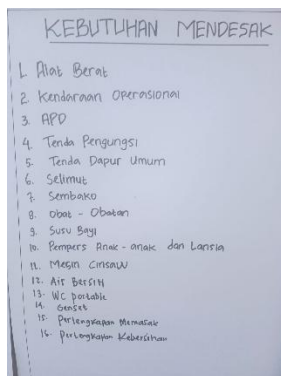 KEBUTUHAN MENDESAK
1. Alat Berat
2. Kendaraan Operasional
3. APD
4. Tenda Pengungsi
5. Tenda Dapur Umum
6. Selimut
7. Sembako
8. Obat - Obatan
9. Susu Bayi
10. Pempers Anak - anak dan Lansia
11. Mesin Cinsaw
12. Air Bersih
13. WC portable
14. Genset
15. Perlengkapan Memasak
16. Perlengkapan Kebersihan